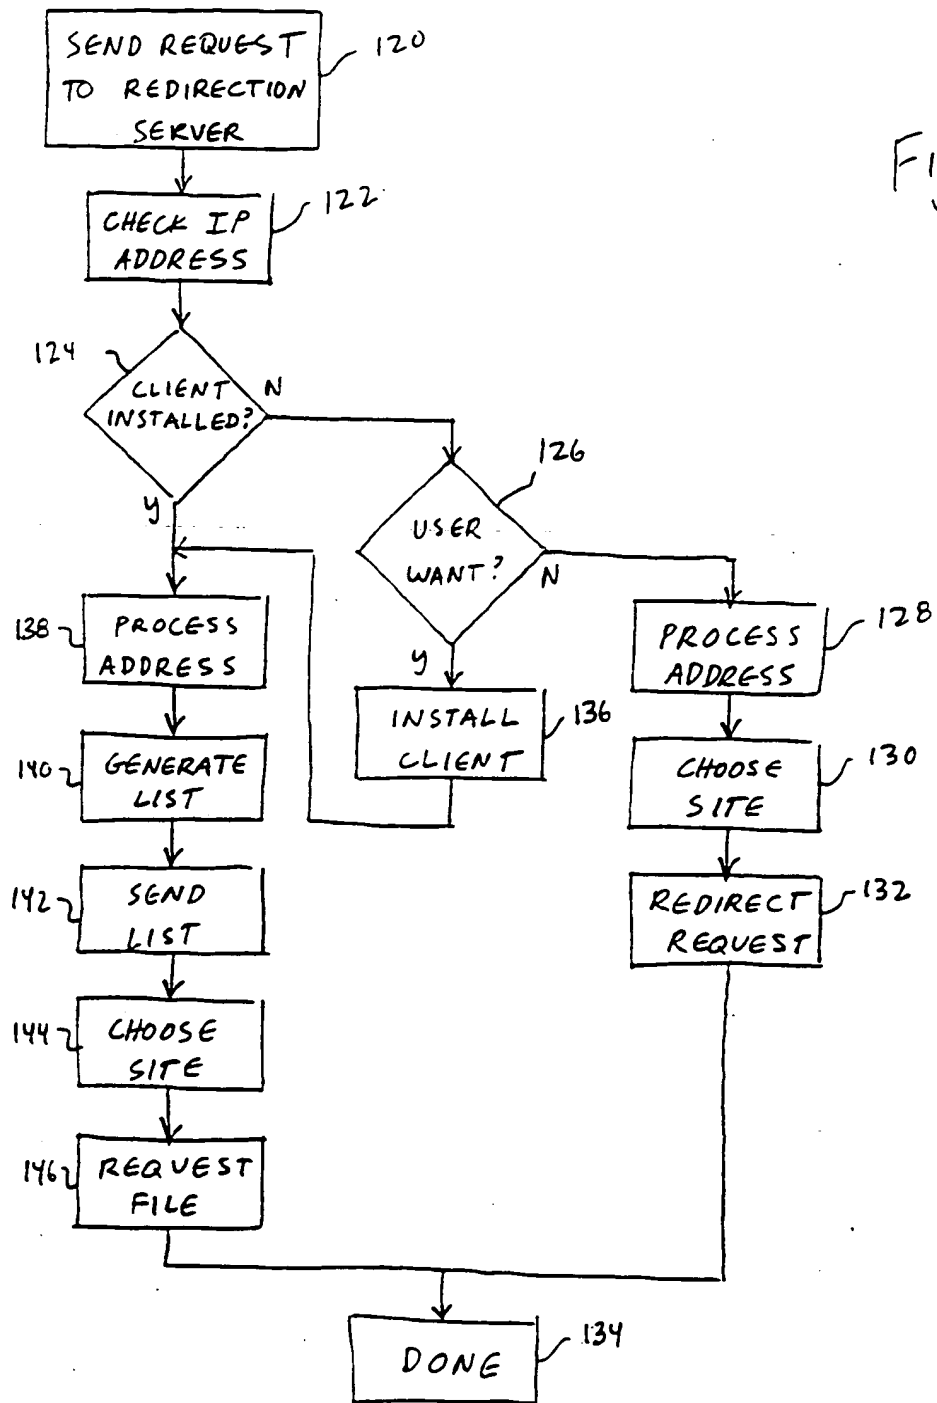 SEND REQUEST
TO REDIRECTION
SERVER
120
CHECK IP
ADDRESS
122
124
CLIENT
INSTALLED?
N
Y
126
USER
WANT?
N
Y
138
PROCESS
ADDRESS
INSTALL
CLIENT
136
PROCESS
ADDRESS
128
140
GENERATE
LIST
CHOOSE
SITE
130
142
SEND
LIST
REDIRECT
REQUEST
132
144
CHOOSE
SITE
146
REQUEST
FILE
DONE
134